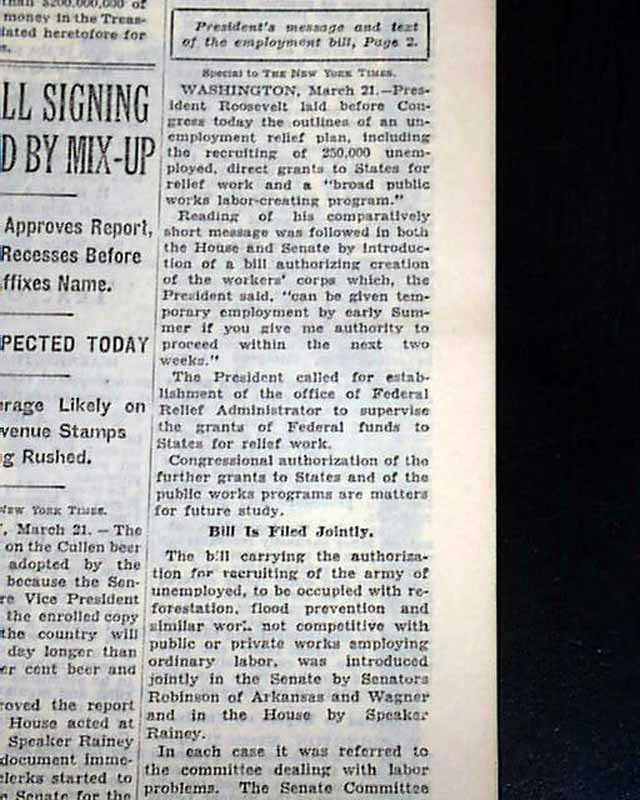 than $200,000,000 of
money in the Treas-
lated heretofore for
s.
LL SIGNING
D BY MIX-UP
Approves Report,
Recesses Before
ffixes Name.
PECTED TODAY
erage Likely on
venue Stamps
g Rushed.
New York Times.
, March 21. — The
on the Cullen beer
adopted by the
because the Sen-
re Vice President
the enrolled copy
the country will
day longer than
er cent beer and
roved the report
House acted at
Speaker Rainey
document imme-
clerks started to
e Senate for the
President's message and text
of the employment bill, Page 2.
Special to THE NEW YORK TIMES.
WASHINGTON, March 21.—Pres-
ident Roosevelt laid before Con-
gress today the outlines of an un-
employment relief plan, including
the recruiting of 250,000 unem-
ployed, direct grants to States for
relief work and a "broad public
works labor-creating program."
Reading of his comparatively
short message was followed in both
the House and Senate by introduc-
tion of a bill authorizing creation
of the workers' corps which, the
President said, "can be given tem-
porary employment by early Sum-
mer if you give me authority to
proceed within the next two
weeks."
The President called for estab-
lishment of the office of Federal
Relief Administrator to supervise
the grants of Federal funds to
States for relief work.
Congressional authorization of the
further grants to States and of the
public works programs are matters
for future study.
Bill Is Filed Jointly.
The bill carrying the authoriza-
tion for recruiting of the army of
unemployed, to be occupied with re-
forestation, flood prevention and
similar work not competitive with
public or private works employing
ordinary labor, was introduced
jointly in the Senate by Senators
Robinson of Arkansas and Wagner
and in the House by Speaker
Rainey.
In each case it was referred to
the committee dealing with labor
problems. The Senate Committee